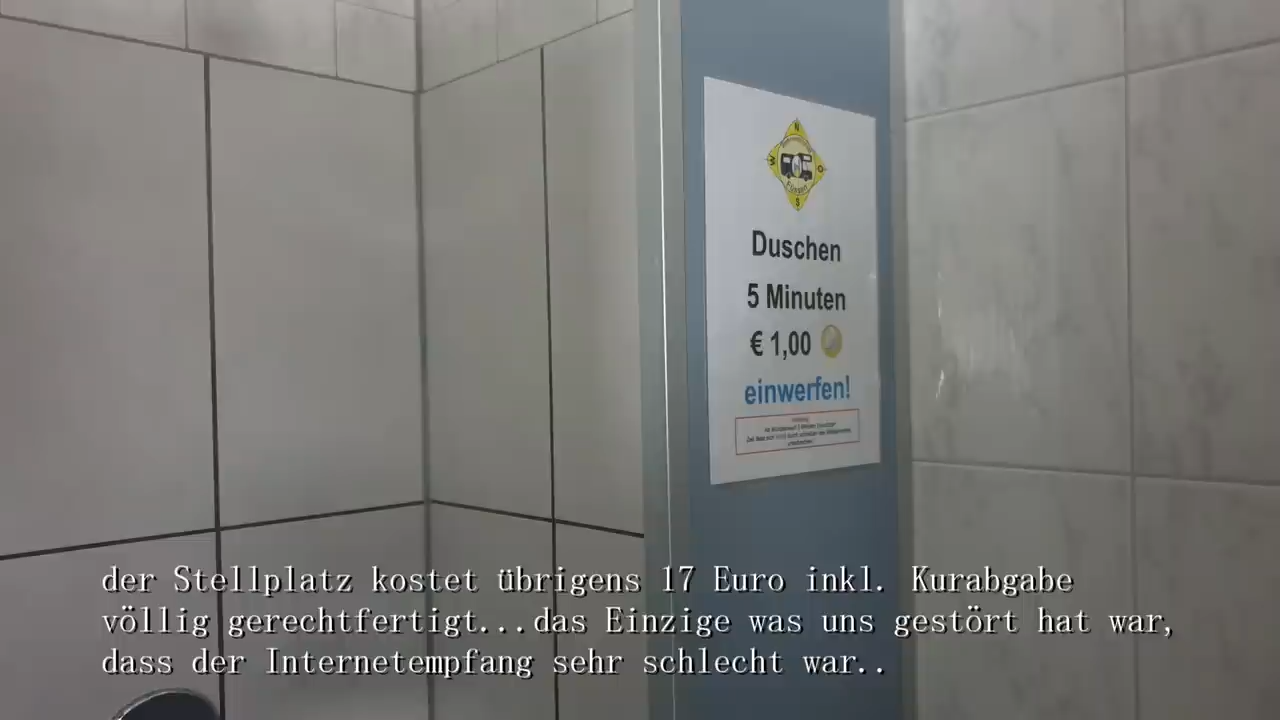 N
W
O
Füssen
S
Duschen
5 Minuten
€ 1,00
einwerfen!
der Stellplatz kostet übrigens 17 Euro inkl. Kurabgabe
völlig gerechtfertigt...das Einzige was uns gestört hat war,
dass der Internetempfang sehr schlecht war..